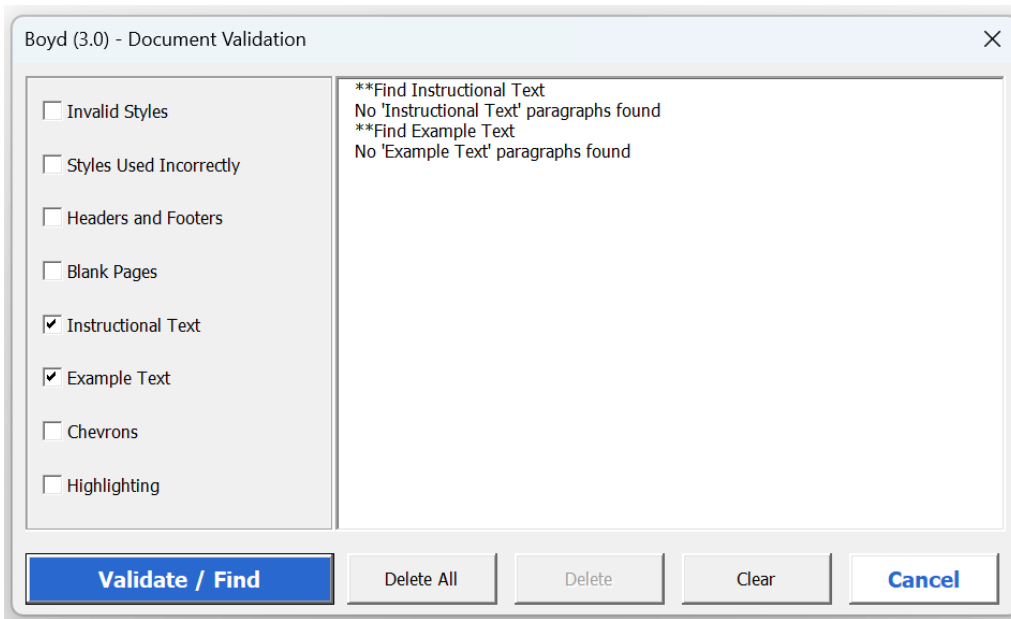 Boyd (3.0) - Document Validation
Invalid Styles
Styles Used Incorrectly
Headers and Footers
Blank Pages
Instructional Text
Example Text
Chevrons
Highlighting
**Find Instructional Text
No 'Instructional Text' paragraphs found
**Find Example Text
No 'Example Text' paragraphs found
Validate / Find
Delete All
Delete
Clear
Cancel